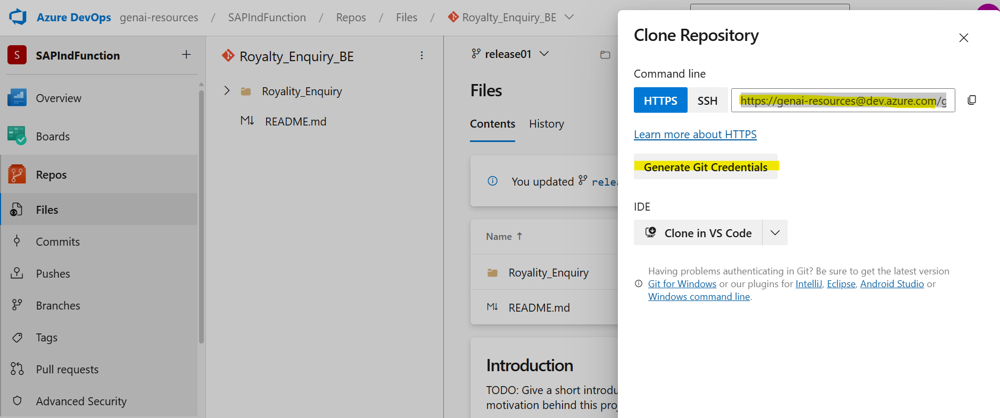 Azure DevOps genai-resources / SAPIndFunction / Repos / Files / Royalty_Enquiry_BE
S SAPIndFunction +
Overview
Boards
Repos
Files
Commits
Pushes
Branches
Tags
Pull requests
Advanced Security
Royalty_Enquiry_BE
Royality_Enquiry
README.md
release01
Files
Contents History
You updated relea
Name ↑
Royality_Enquiry
README.md
Introduction
TODO: Give a short introdu
motivation behind this proj
Clone Repository
Command line
HTTPS SSH https://genai-resources@dev.azure.com/g
Learn more about HTTPS
Generate Git Credentials
IDE
Clone in VS Code
Having problems authenticating in Git? Be sure to get the latest version
Git for Windows or our plugins for IntelliJ, Eclipse, Android Studio or
Windows command line.